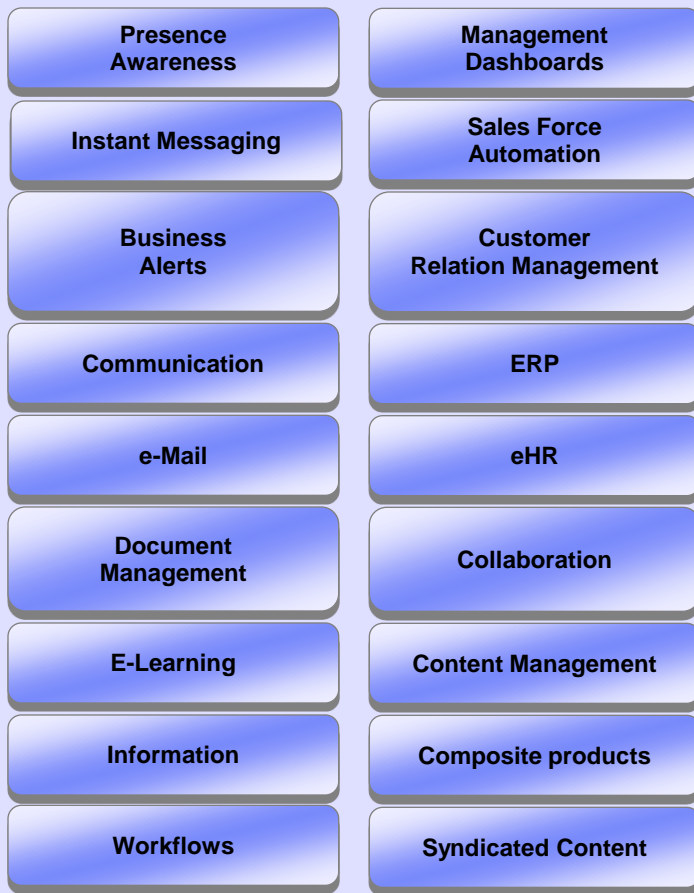 Presence
Awareness
Management
Dashboards
Instant Messaging
Sales Force
Automation
Business
Alerts
Customer
Relation Management
Communication
ERP
e-Mail
eHR
Document
Management
Collaboration
E-Learning
Content Management
Information
Composite products
Workflows
Syndicated Content